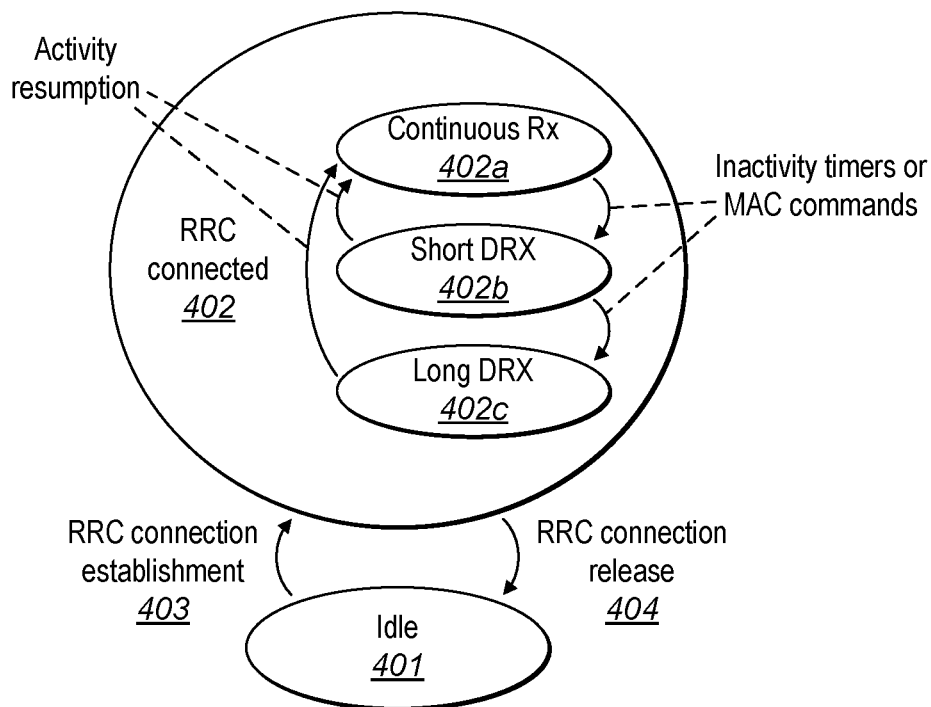 Activity
resumption
Continuous Rx
402a
Inactivity timers or
MAC commands
RRC
connected
402
Short DRX
402b
Long DRX
402c
RRC connection
establishment
403
RRC connection
release
404
Idle
401